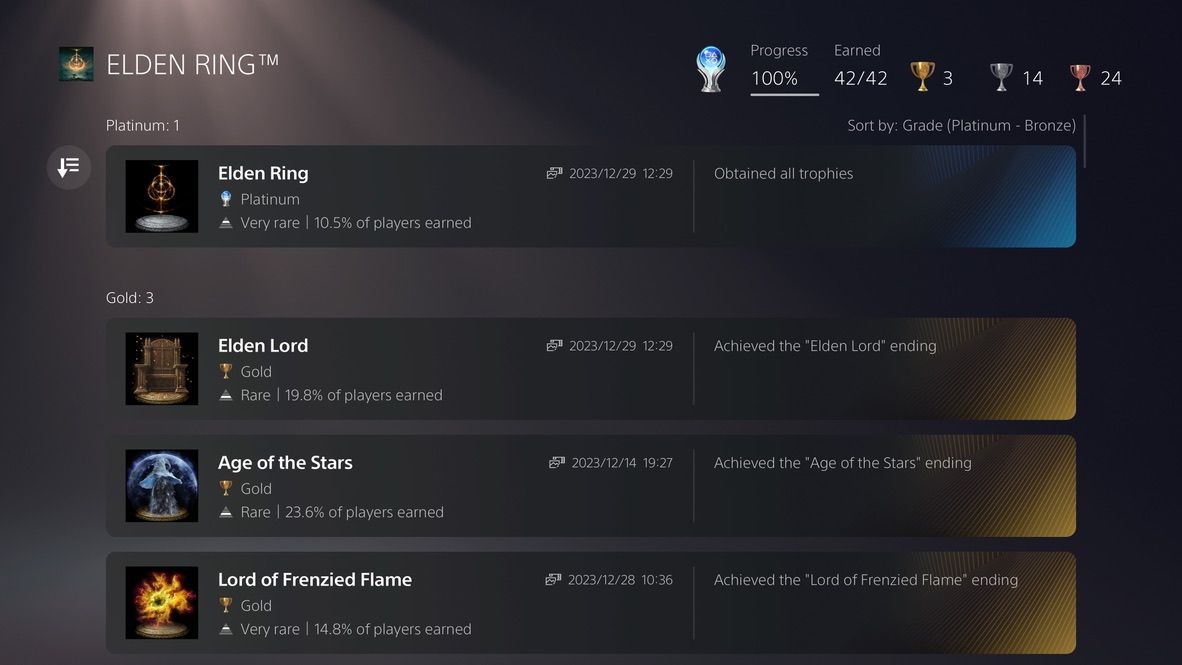 ELDEN RING™
Progress
100%
Earned
42/42
3
14
24
Platinum: 1
Sort by: Grade (Platinum - Bronze)
Elden Ring
2023/12/29 12:29
Obtained all trophies
Platinum
Very rare | 10.5% of players earned
Gold: 3
Elden Lord
2023/12/29 12:29
Achieved the "Elden Lord" ending
Gold
Rare | 19.8% of players earned
Age of the Stars
2023/12/14 19:27
Achieved the "Age of the Stars" ending
Gold
Rare | 23.6% of players earned
Lord of Frenzied Flame
2023/12/28 10:36
Achieved the "Lord of Frenzied Flame" ending
Gold
Very rare | 14.8% of players earned